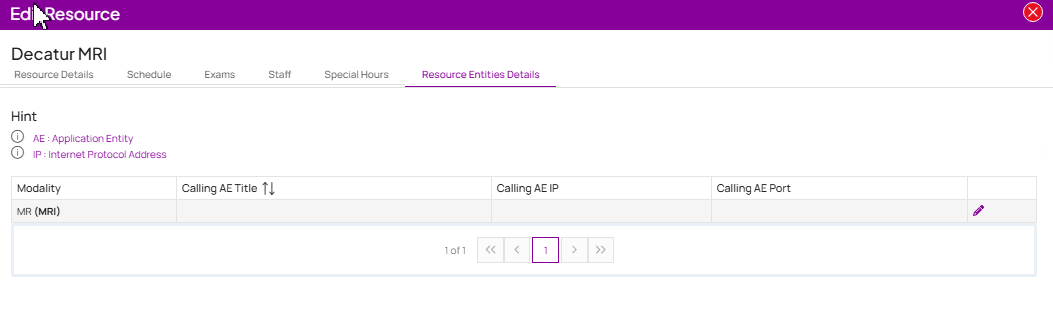 Edit Resource
Decatur MRI
Resource Details Schedule Exams Staff Special Hours Resource Entities Details
Hint
AE : Application Entity
IP : Internet Protocol Address
Modality Calling AE Title Calling AE IP Calling AE Port
MR (MRI)
1 of 1 1